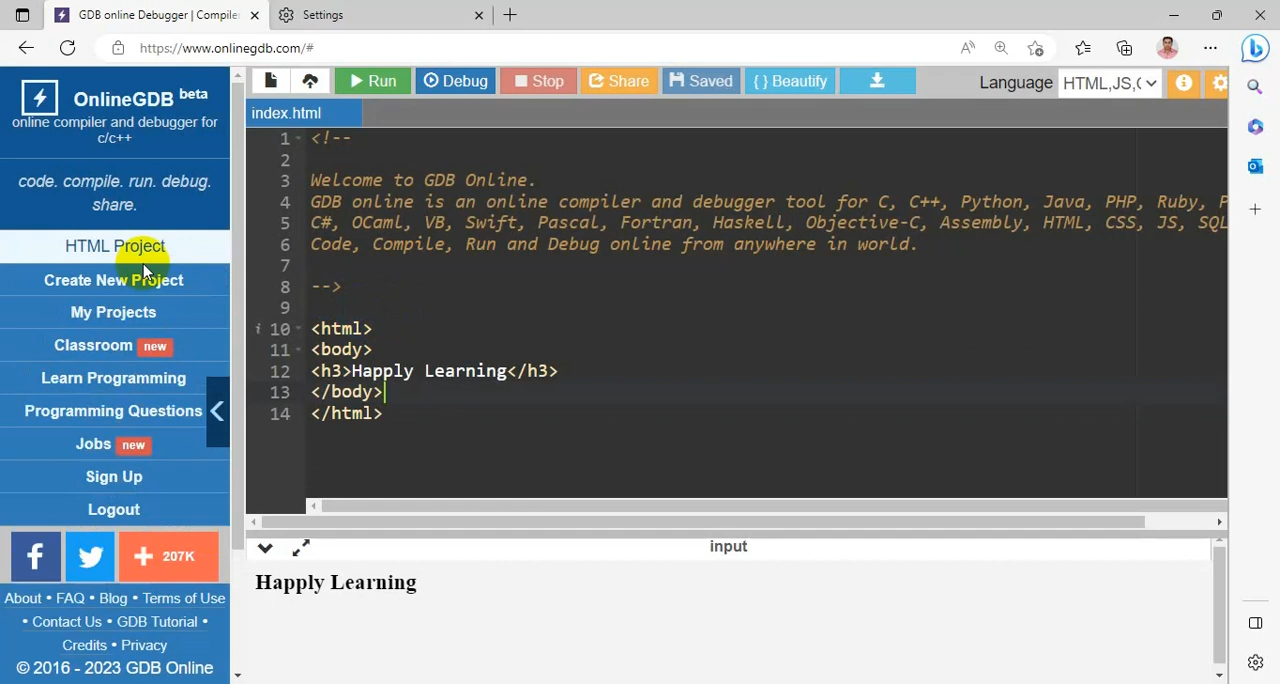 GDB online Debugger | Compile
Settings
https://www.onlinegdb.com/#
OnlineGDB beta
online compiler and debugger for
c/c++
code. compile. run. debug.
share.
HTML Project
Create New Project
My Projects
Classroom new
Learn Programming
Programming Questions
Jobs new
Sign Up
Logout
207K
About • FAQ • Blog • Terms of Use
• Contact Us • GDB Tutorial •
Credits • Privacy
© 2016 - 2023 GDB Online
Run Debug Stop Share Saved { } Beautify
Language HTML,JS,(
index.html
1 <!--
2
3 Welcome to GDB Online.
4 GDB online is an online compiler and debugger tool for C, C++, Python, Java, PHP, Ruby, P
5 C#, OCaml, VB, Swift, Pascal, Fortran, Haskell, Objective-C, Assembly, HTML, CSS, JS, SQL
6 Code, Compile, Run and Debug online from anywhere in world.
7
8 -->
9
10 <html>
11 <body>
12 <h3>Happly Learning</h3>
13 </body>
14 </html>
input
Happly Learning